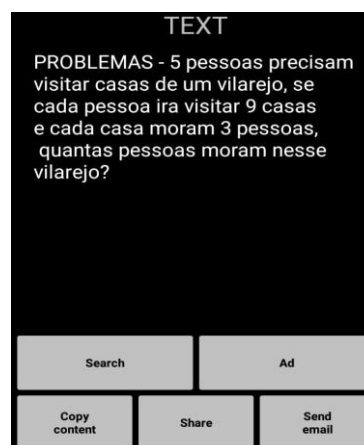 TEXT
PROBLEMAS - 5 pessoas precisam
visitar casas de um vilarejo, se
cada pessoa ira visitar 9 casas
e cada casa moram 3 pessoas,
quantas pessoas moram nesse
vilarejo?
Search
Ad
Copy
content
Share
Send
email